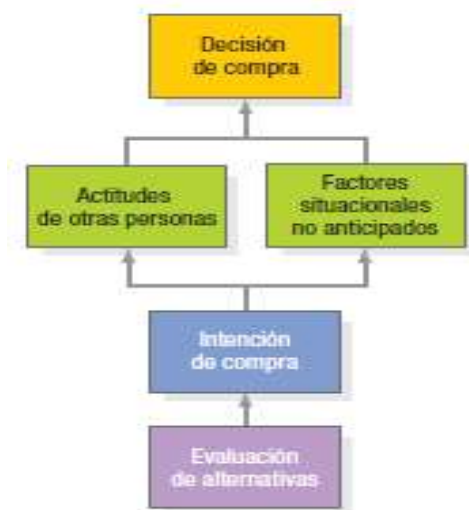 Decisión
de compra
Actitudes
de otras personas
Factores
situacionales
no anticipados
Intención
de compra
Evaluación
de alternativas